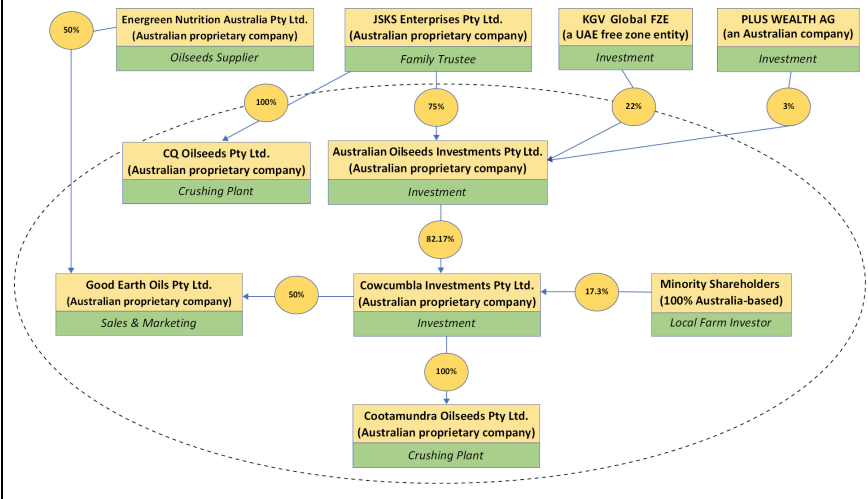 50%
Energreen Nutrition Australia Pty Ltd.
(Australian proprietary company)
Oilseeds Supplier
JSKS Enterprises Pty Ltd.
(Australian proprietary company)
Family Trustee
KGV Global FZE
(a UAE free zone entity)
Investment
PLUS WEALTH AG
(an Australian company)
Investment
100%
75%
22%
3%
CQ Oilseeds Pty Ltd.
(Australian proprietary company)
Crushing Plant
Australian Oilseeds Investments Pty Ltd.
(Australian proprietary company)
Investment
82.17%
Good Earth Oils Pty Ltd.
(Australian proprietary company)
Sales & Marketing
50%
Cowcumbla Investments Pty Ltd.
(Australian proprietary company)
Investment
17.3%
Minority Shareholders
(100% Australia-based)
Local Farm Investor
100%
Cootamundra Oilseeds Pty Ltd.
(Australian proprietary company)
Crushing Plant